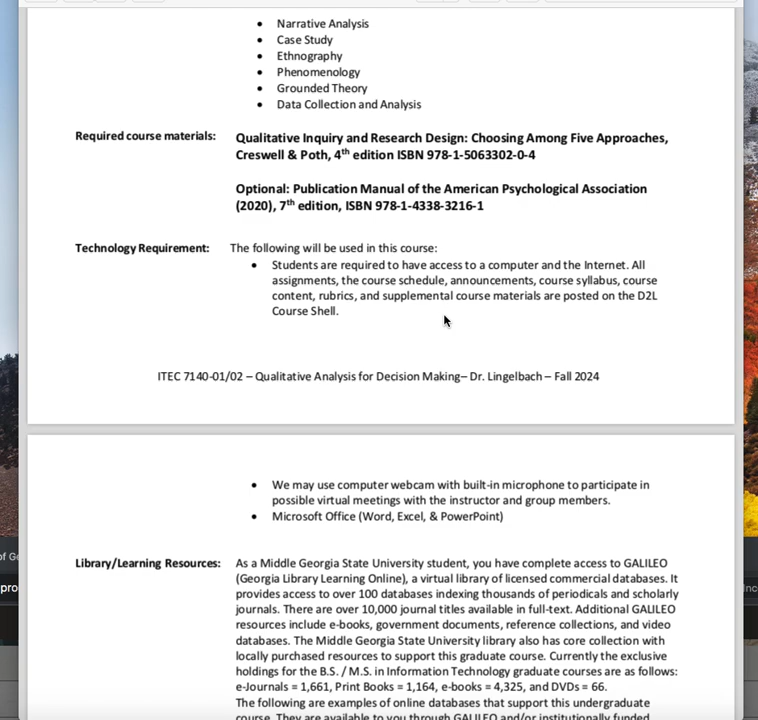 • Narrative Analysis
• Case Study
• Ethnography
• Phenomenology
• Grounded Theory
• Data Collection and Analysis
Required course materials: Qualitative Inquiry and Research Design: Choosing Among Five Approaches,
Creswell & Poth, 4th edition ISBN 978-1-5063302-0-4
Optional: Publication Manual of the American Psychological Association
(2020), 7th edition, ISBN 978-1-4338-3216-1
Technology Requirement: The following will be used in this course:
• Students are required to have access to a computer and the Internet. All
assignments, the course schedule, announcements, course syllabus, course
content, rubrics, and supplemental course materials are posted on the D2L
Course Shell.
ITEC 7140-01/02 – Qualitative Analysis for Decision Making– Dr. Lingelbach – Fall 2024
• We may use computer webcam with built-in microphone to participate in
possible virtual meetings with the instructor and group members.
• Microsoft Office (Word, Excel, & PowerPoint)
Library/Learning Resources: As a Middle Georgia State University student, you have complete access to GALILEO
(Georgia Library Learning Online), a virtual library of licensed commercial databases. It
provides access to over 100 databases indexing thousands of periodicals and scholarly
journals. There are over 10,000 journal titles available in full-text. Additional GALILEO
resources include e-books, government documents, reference collections, and video
databases. The Middle Georgia State University library also has core collection with
locally purchased resources to support this graduate course. Currently the exclusive
holdings for the B.S. / M.S. in Information Technology graduate courses are as follows:
e-Journals = 1,661, Print Books = 1,164, e-books = 4,325, and DVDs = 66.
The following are examples of online databases that support this undergraduate
course. They are available to you through GALILEO and/or institutionally funded